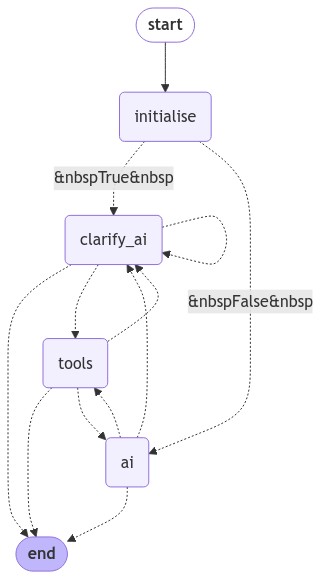 start
initialise
&nbspTrue&nbsp
clarify_ai
&nbspFalse&nbsp
tools
ai
end